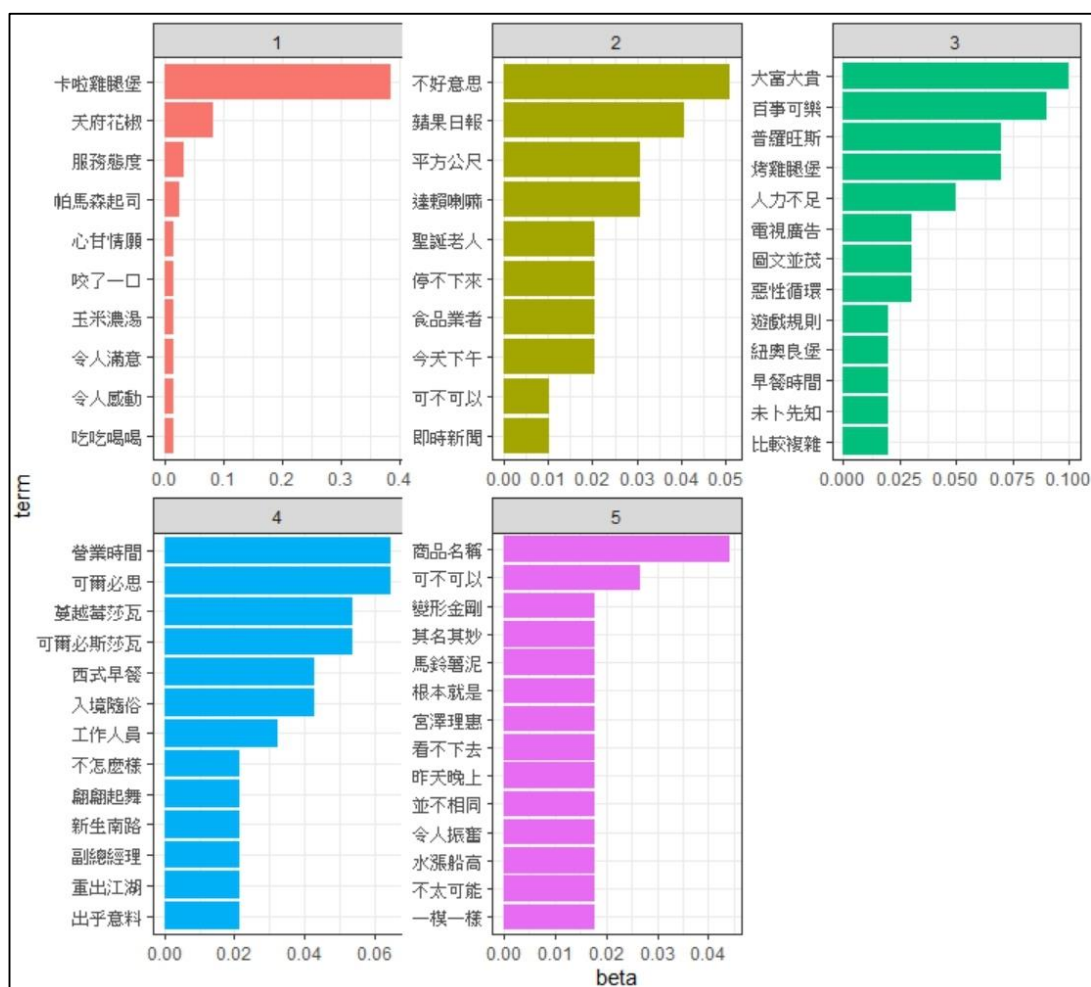 term
1
卡啦雞腿堡
天府花椒
服務態度
帕馬森起司
心甘情願
咬了一口
玉米濃湯
令人滿意
令人感動
吃吃喝喝
0.0 0.1 0.2 0.3 0.4
2
不好意思
蘋果日報
平方公尺
達賴喇嘛
聖誕老人
停不下來
食品業者
今天下午
可不可以
即時新聞
0.00 0.01 0.02 0.03 0.04 0.05
3
大富大貴
百事可樂
普羅旺斯
烤雞腿堡
人力不足
電視廣告
圖文並茂
惡性循環
遊戲規則
紐奧良堡
早餐時間
未卜先知
比較複雜
0.000 0.025 0.050 0.075 0.100
4
營業時間
可爾必思
蔓越莓莎瓦
可爾必斯莎瓦
西式早餐
入境隨俗
工作人員
不怎麼樣
翩翩起舞
新生南路
副總經理
重出江湖
出乎意料
0.00 0.02 0.04 0.06
5
商品名稱
可不可以
變形金剛
莫名其妙
馬鈴薯泥
根本就是
宮澤理惠
看不下去
昨天晚上
並不相同
令人振奮
水漲船高
不太可能
一模一樣
0.00 0.01 0.02 0.03 0.04
beta